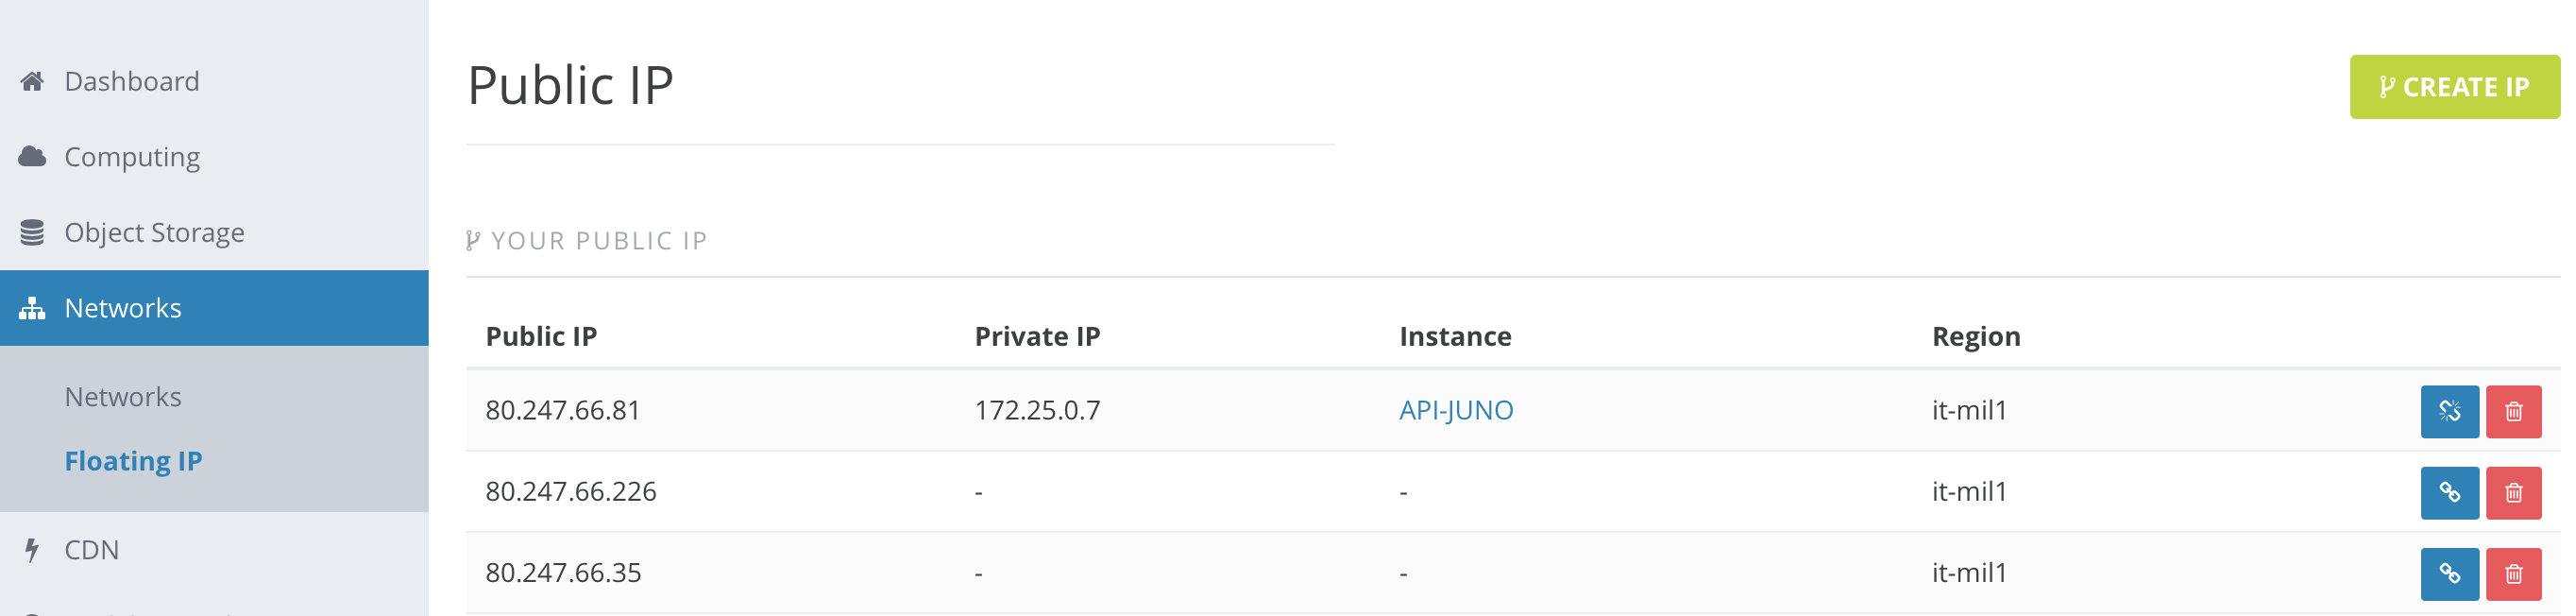 Dashboard
Computing
Object Storage
Networks
Networks
Floating IP
CDN
Public IP
CREATE IP
YOUR PUBLIC IP
Public IP Private IP Instance Region
80.247.66.81 172.25.0.7 API-JUNO it-mil1
80.247.66.226 - - it-mil1
80.247.66.35 - - it-mil1